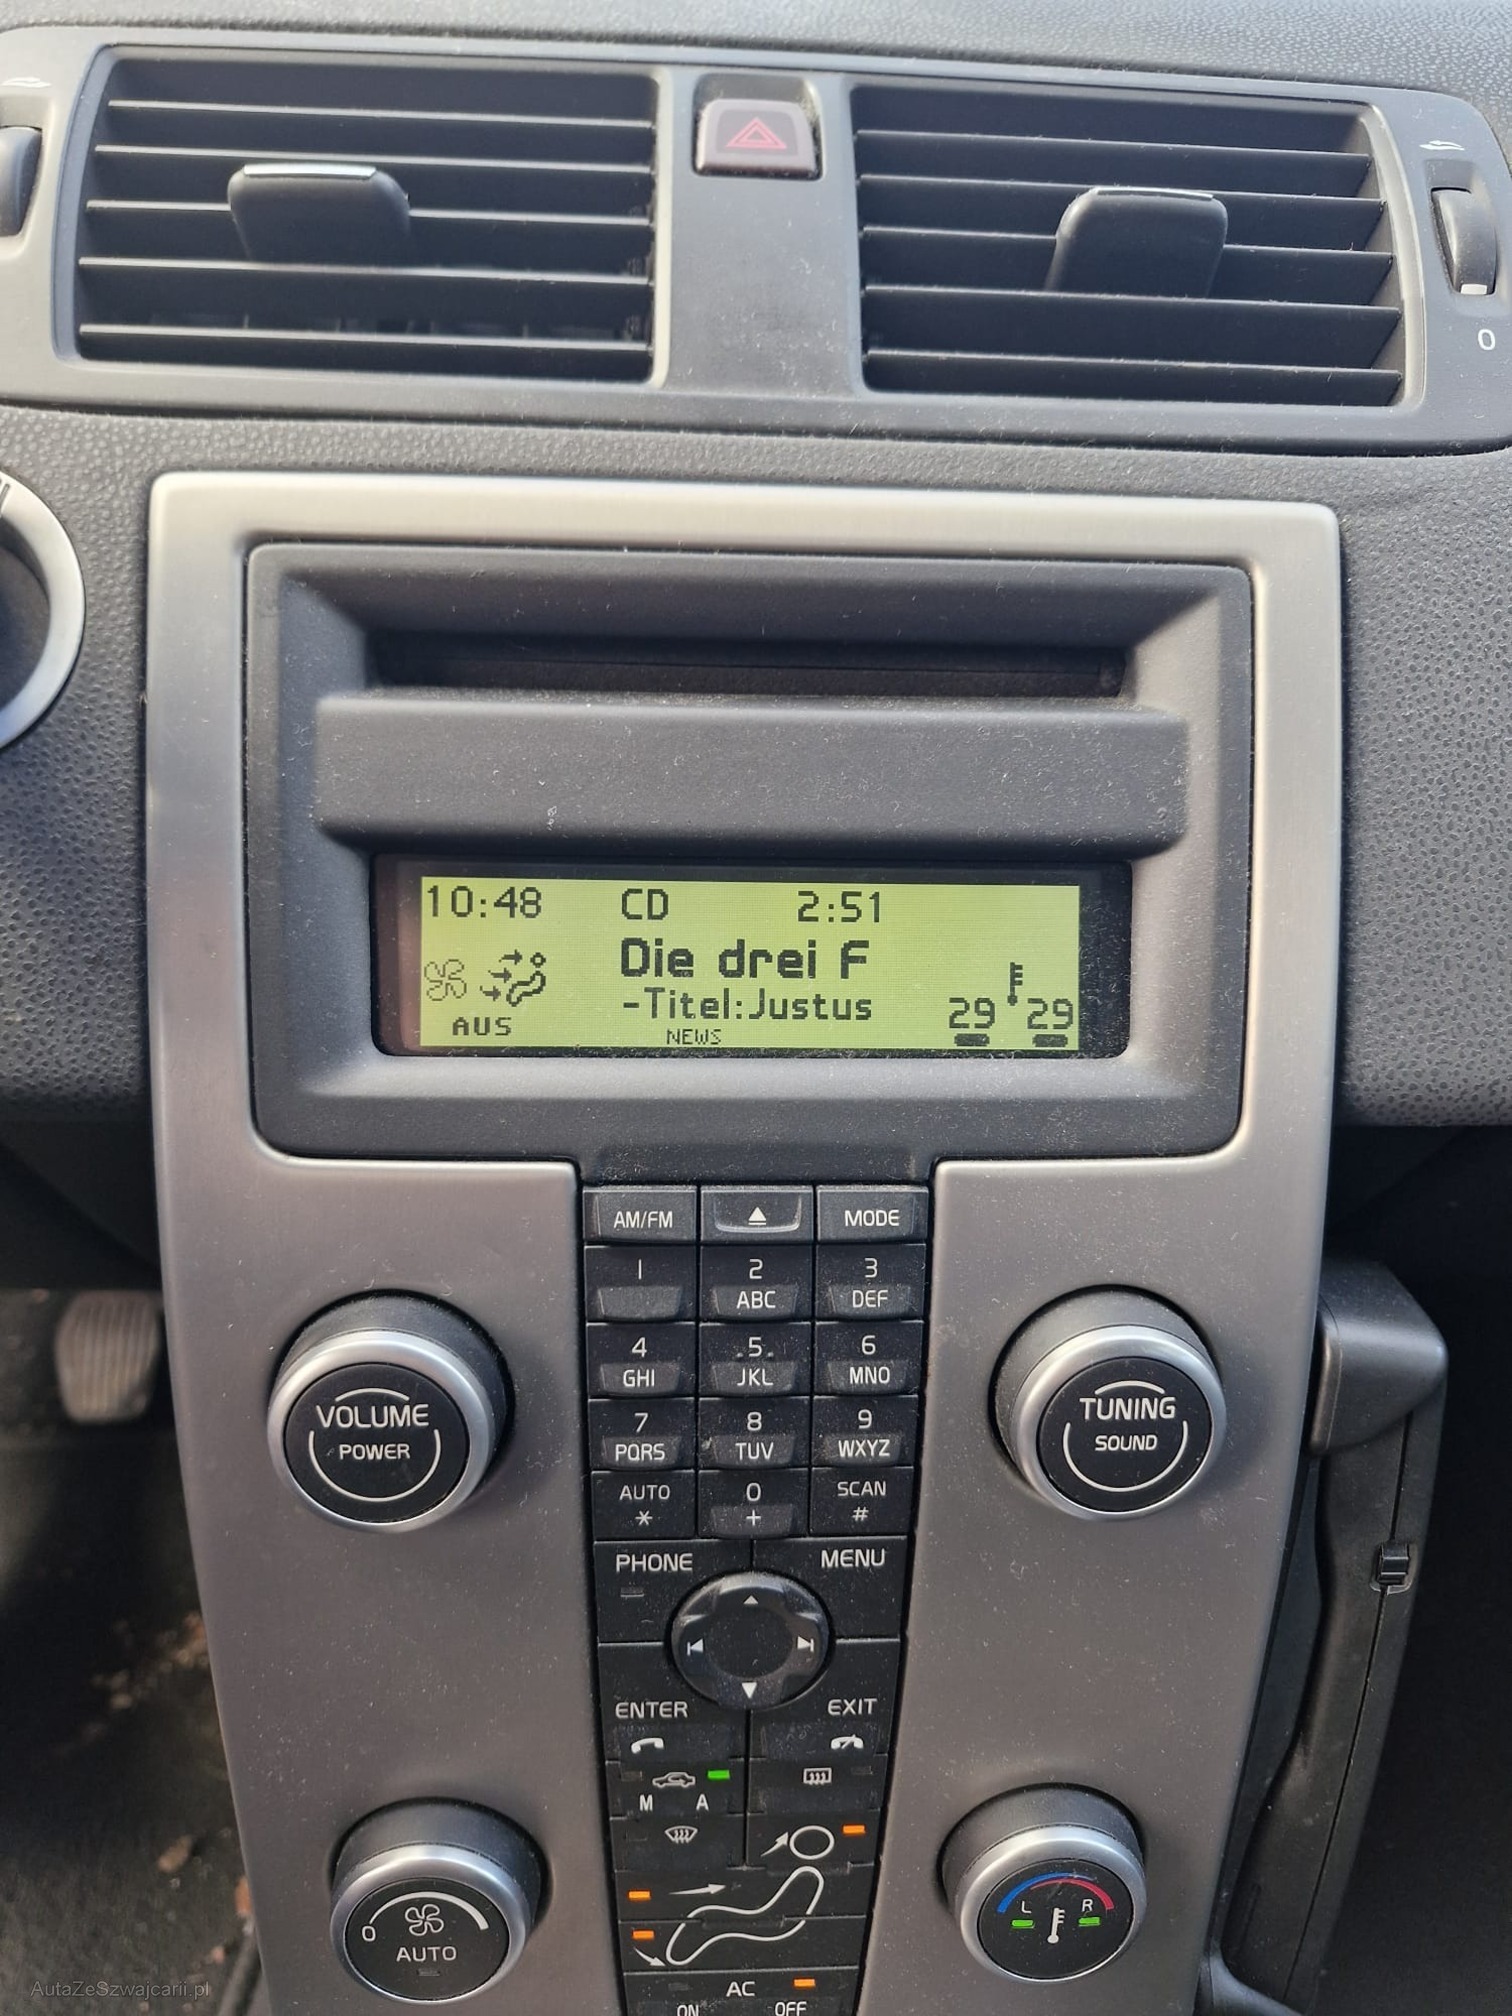 0
10:48 CD 2:51
Die drei F
-Titel:Justus
29 29
AUS NEWS
AM/FM MODE
1 2 3
ABC DEF
4 5 6
GHI JKL MNO
VOLUME TUNING
POWER SOUND
7 8 9
PQRS TUV WXYZ
AUTO 0 SCAN
* + #
PHONE MENU
ENTER EXIT
M A
L R
0
AUTO
AC
ON OFF
AutaZeSzwajcarii.pl